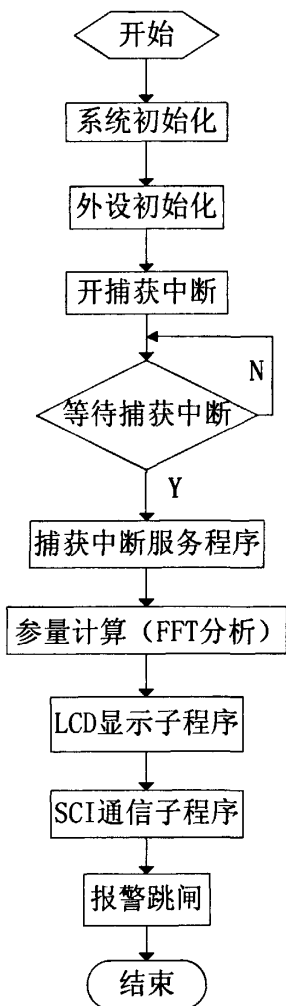 开始
系统初始化
外设初始化
开捕获中断
N
等待捕获中断
Y
捕获中断服务程序
参量计算（FFT分析）
LCD显示子程序
SCI通信子程序
报警跳闸
结束